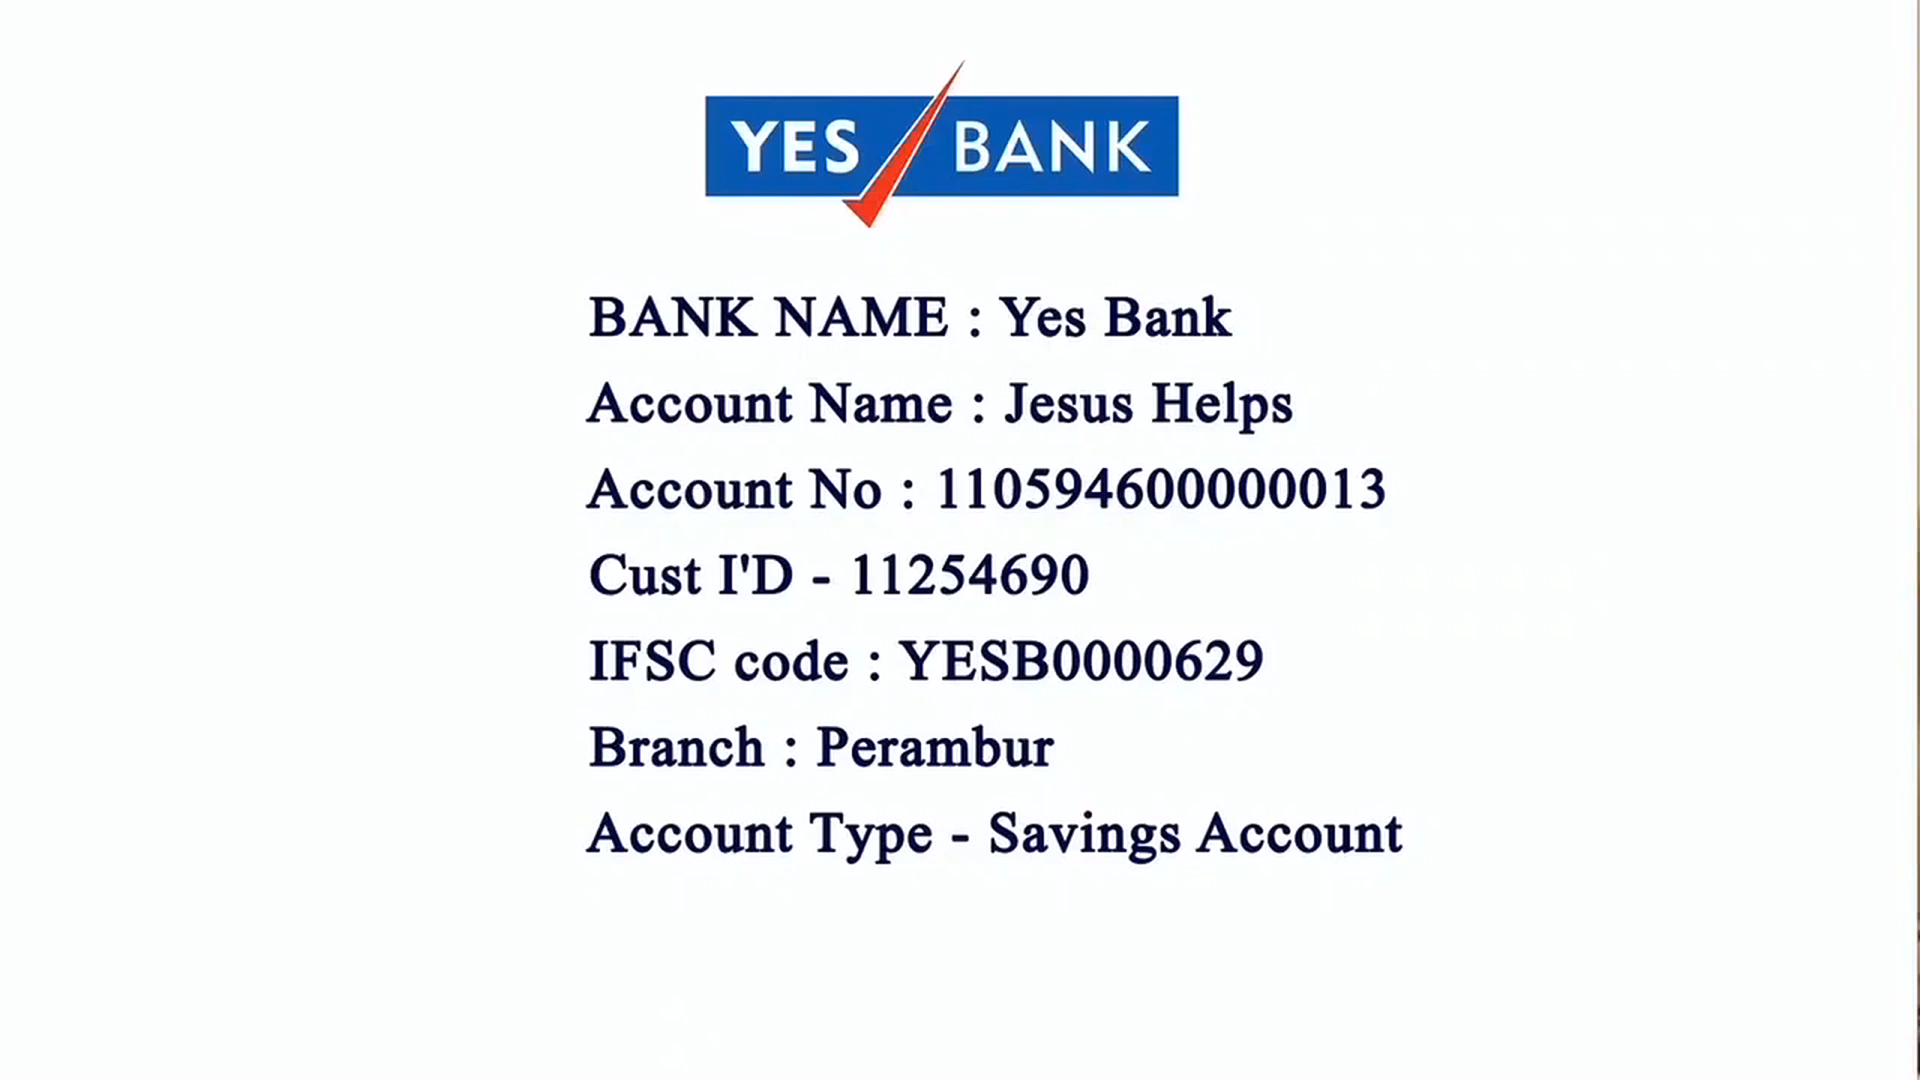 YES BANK
BANK NAME : Yes Bank
Account Name : Jesus Helps
Account No : 110594600000013
Cust I'D - 11254690
IFSC code : YESB0000629
Branch : Perambur
Account Type - Savings Account